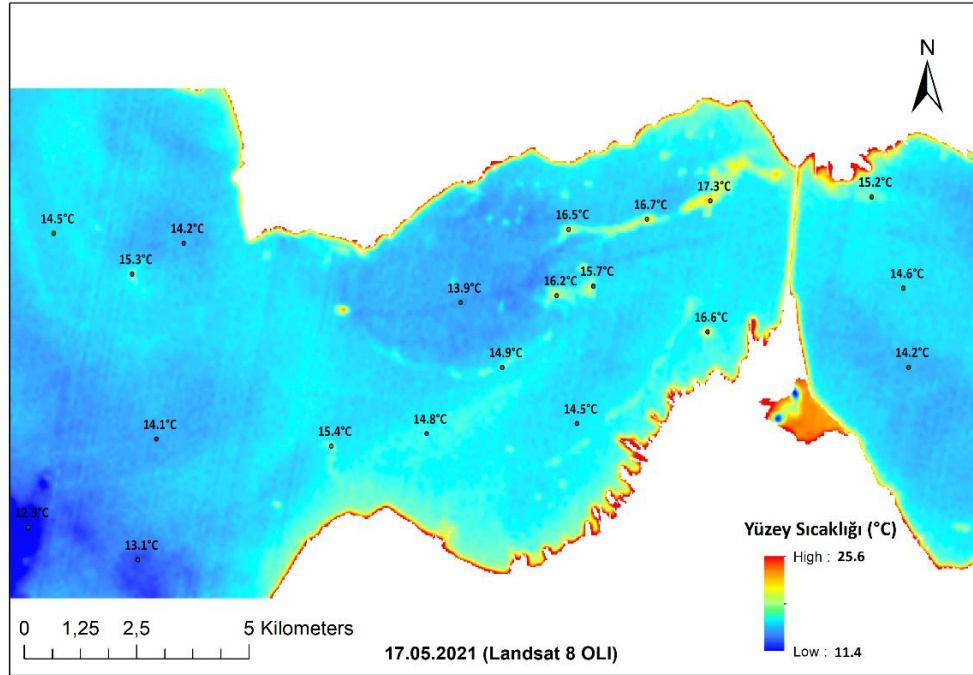 N
15.2°C
17.3°C
16.7°C
16.5°C
14.5°C
14.2°C
15.3°C
15.7°C
16.2°C
13.9°C
14.6°C
16.6°C
14.9°C
14.2°C
14.5°C
14.8°C
14.1°C
15.4°C
12.3°C
13.1°C
Yüzey Sıcaklığı (°C)
High : 25.6
Low : 11.4
0 1,25 2,5 5 Kilometers
17.05.2021 (Landsat 8 OLI)